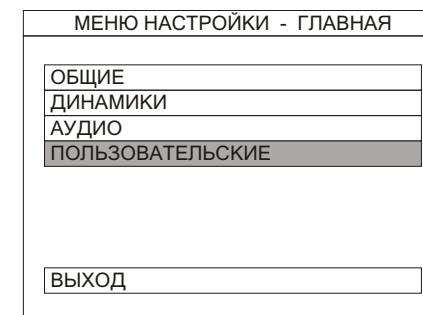 МЕНЮ НАСТРОЙКИ - ГЛАВНАЯ
ОБЩИЕ
ДИНАМИКИ
АУДИО
ПОЛЬЗОВАТЕЛЬСКИЕ
ВЫХОД